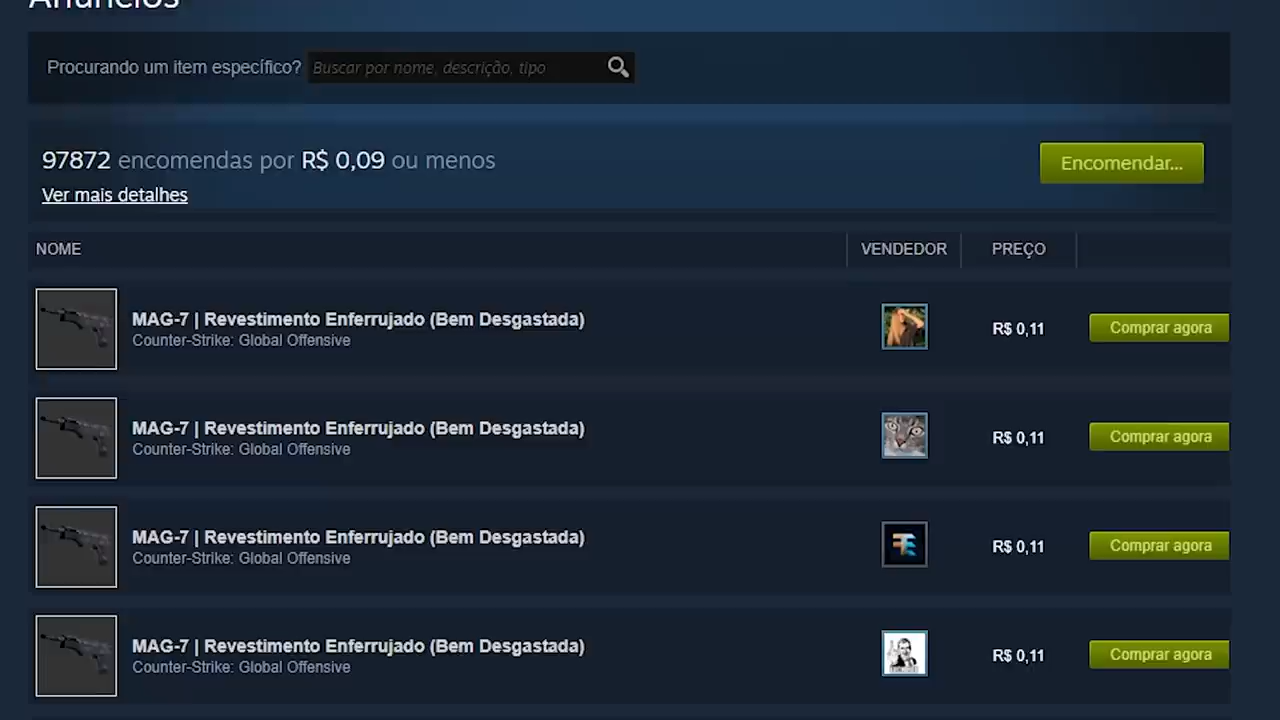 Anúncios
Procurando um item específico? Buscar por nome, descrição, tipo
97872 encomendas por R$ 0,09 ou menos
Encomendar...
Ver mais detalhes
NOME VENDEDOR PREÇO
MAG-7 | Revestimento Enferrujado (Bem Desgastada)
Counter-Strike: Global Offensive
R$ 0,11
Comprar agora
MAG-7 | Revestimento Enferrujado (Bem Desgastada)
Counter-Strike: Global Offensive
R$ 0,11
Comprar agora
MAG-7 | Revestimento Enferrujado (Bem Desgastada)
Counter-Strike: Global Offensive
R$ 0,11
Comprar agora
MAG-7 | Revestimento Enferrujado (Bem Desgastada)
Counter-Strike: Global Offensive
R$ 0,11
Comprar agora